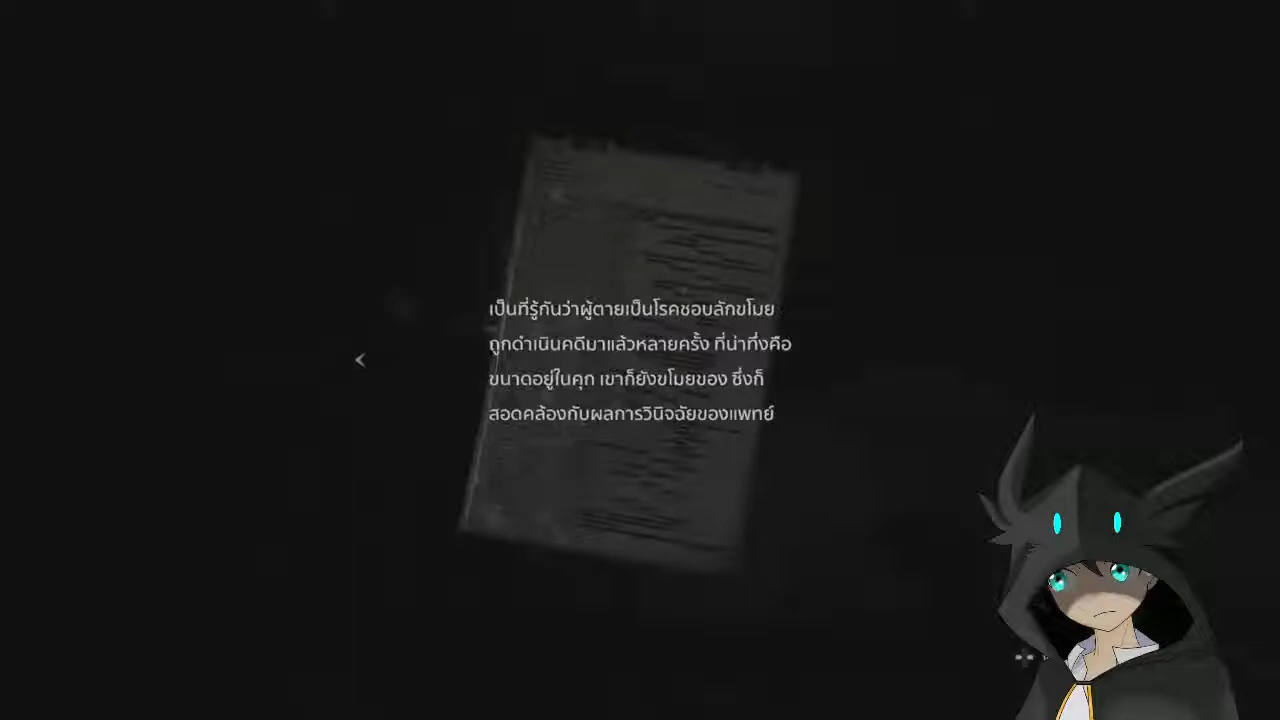 เป็นที่รู้กันว่าผู้ตายเป็นโรคชอบลักขโมย
ถูกดำเนินคดีมาแล้วหลายครั้ง ที่น่าทึ่งคือ
ขนาดอยู่ในคุก เขาก็ยังขโมยของ ซึ่งก็
สอดคล้องกับผลการวินิจฉัยของแพทย์